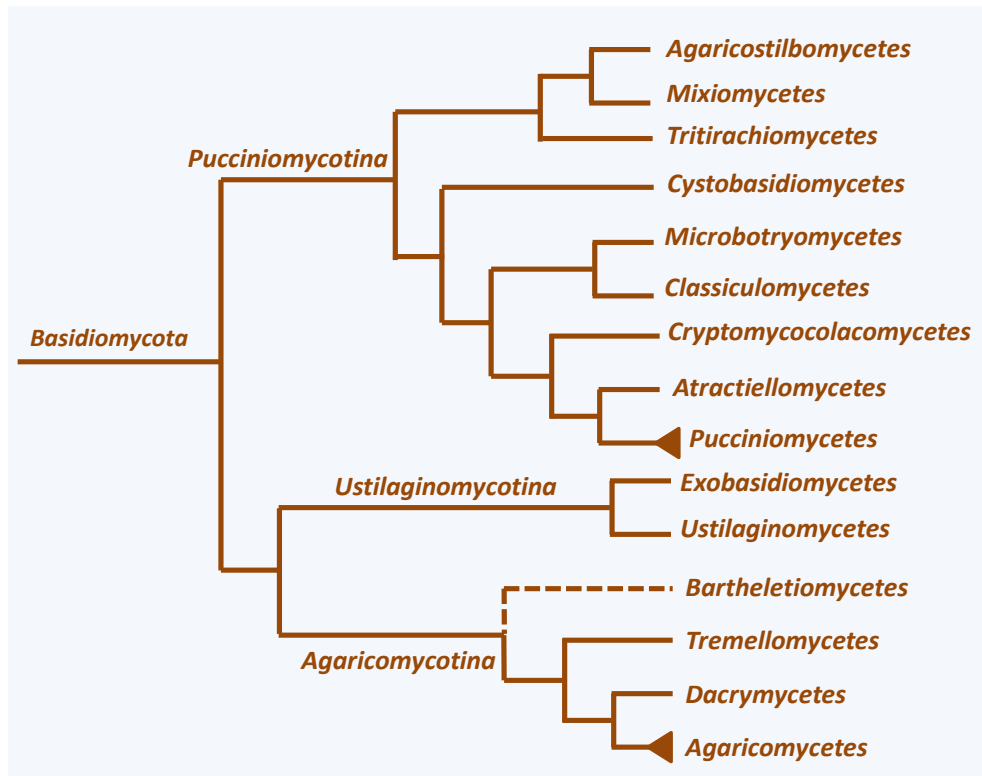 Agaricostilbomycetes
Mixiomycetes
Tritirachiomycetes
Pucciniomycotina
Cystobasidiomycetes
Microbotryomycetes
Classiculomycetes
Basidiomycota
Cryptomycocolacomycetes
Atractiellomycetes
Pucciniomycetes
Ustilaginomycotina
Exobasidiomycetes
Ustilaginomycetes
Bartheletiomycetes
Tremellomycetes
Agaricomycotina
Dacrymycetes
Agaricomycetes